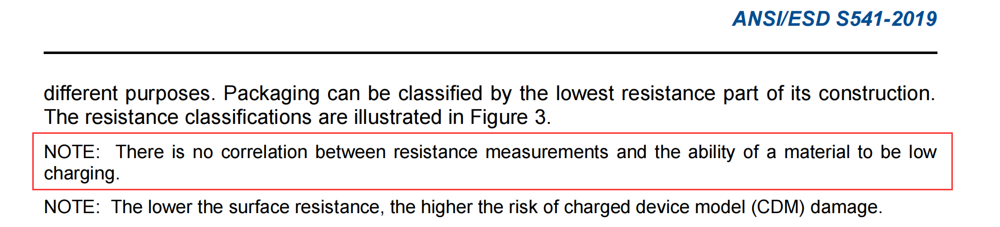 ANSI/ESD S541-2019
different purposes. Packaging can be classified by the lowest resistance part of its construction.
The resistance classifications are illustrated in Figure 3.
NOTE: There is no correlation between resistance measurements and the ability of a material to be low
charging.
NOTE: The lower the surface resistance, the higher the risk of charged device model (CDM) damage.